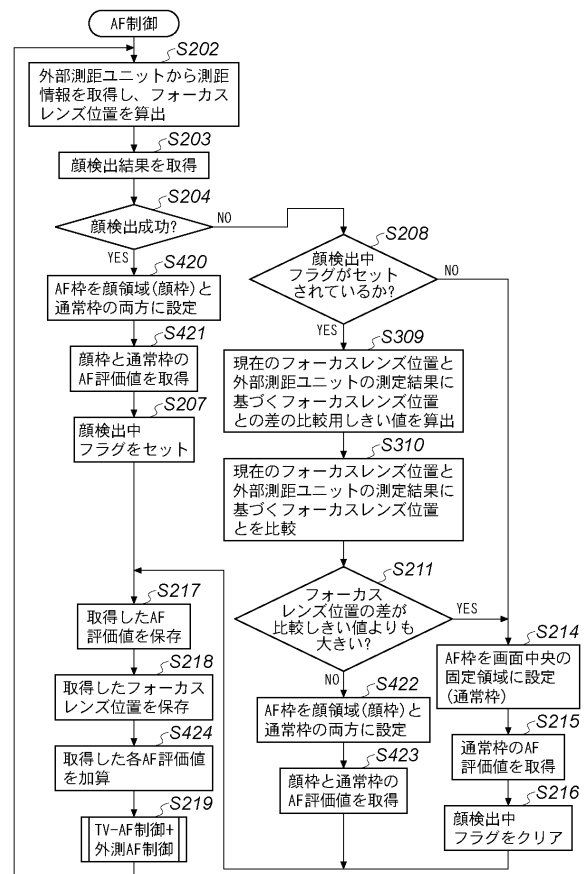 AF制御
S202
外部測距ユニットから測距
情報を取得し、フォーカス
レンズ位置を算出
S203
顔検出結果を取得
S204
顔検出成功?
NO
YES
S420
AF枠を顔領域(顔枠)と
通常枠の両方に設定
S421
顔枠と通常枠の
AF評価値を取得
S207
顔検出中
フラグをセット
S208
顔検出中
フラグがセット
されているか?
NO
YES
S309
現在のフォーカスレンズ位置と
外部測距ユニットの測定結果に
基づくフォーカスレンズ位置
との差の比較用しきい値を算出
S310
現在のフォーカスレンズ位置と
外部測距ユニットの測定結果に
基づくフォーカスレンズ位置
とを比較
S211
フォーカス
レンズ位置の差が
比較しきい値よりも
大きい?
YES
NO
S422
AF枠を顔領域(顔枠)と
通常枠の両方に設定
S423
顔枠と通常枠の
AF評価値を取得
S214
AF枠を画面中央の
固定領域に設定
(通常枠)
S215
通常枠のAF
評価値を取得
S216
顔検出中
フラグをクリア
S217
取得したAF
評価値を保存
S218
取得したフォーカス
レンズ位置を保存
S424
取得した各AF評価値
を加算
S219
TV-AF制御+
外測AF制御